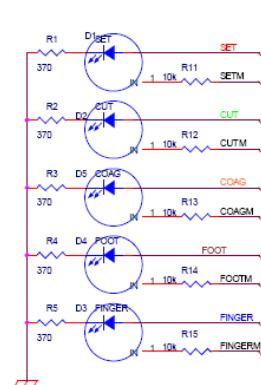 R1 D1 SET SET
370 R11
IN 1 10k SETM
R2 CUT CUT
D2
370 R12
IN 1 10k CUTM
R3 D5 COAG COAG
370 R13
IN 1 10k COAGM
R4 D4 FOOT FOOT
370 R14
IN 1 10k FOOTM
R5 D3 FINGER FINGER
370 R15
IN 1 10k FINGERM